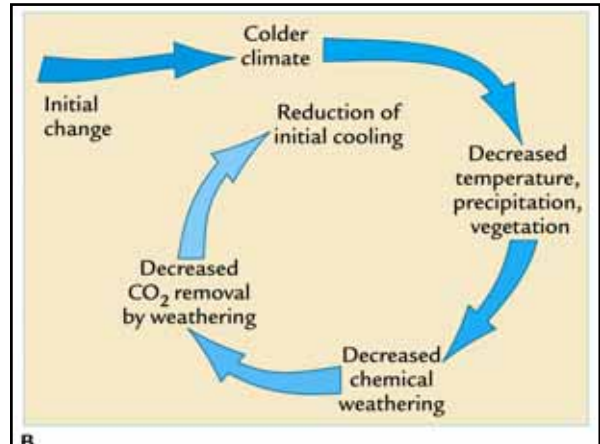 Colder
climate
Initial
change
Reduction of
initial cooling
Decreased
temperature,
precipitation,
vegetation
Decreased
CO₂ removal
by weathering
Decreased
chemical
weathering
B